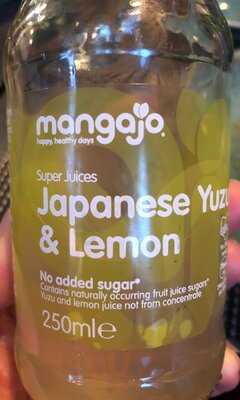 mangajo
happy, healthy days
Super Juices
Japanese Yuzu
& Lemon
No added sugar*
Contains naturally occurring fruit juice sugars*
Yuzu and lemon juice not from concentrate
250ml℮